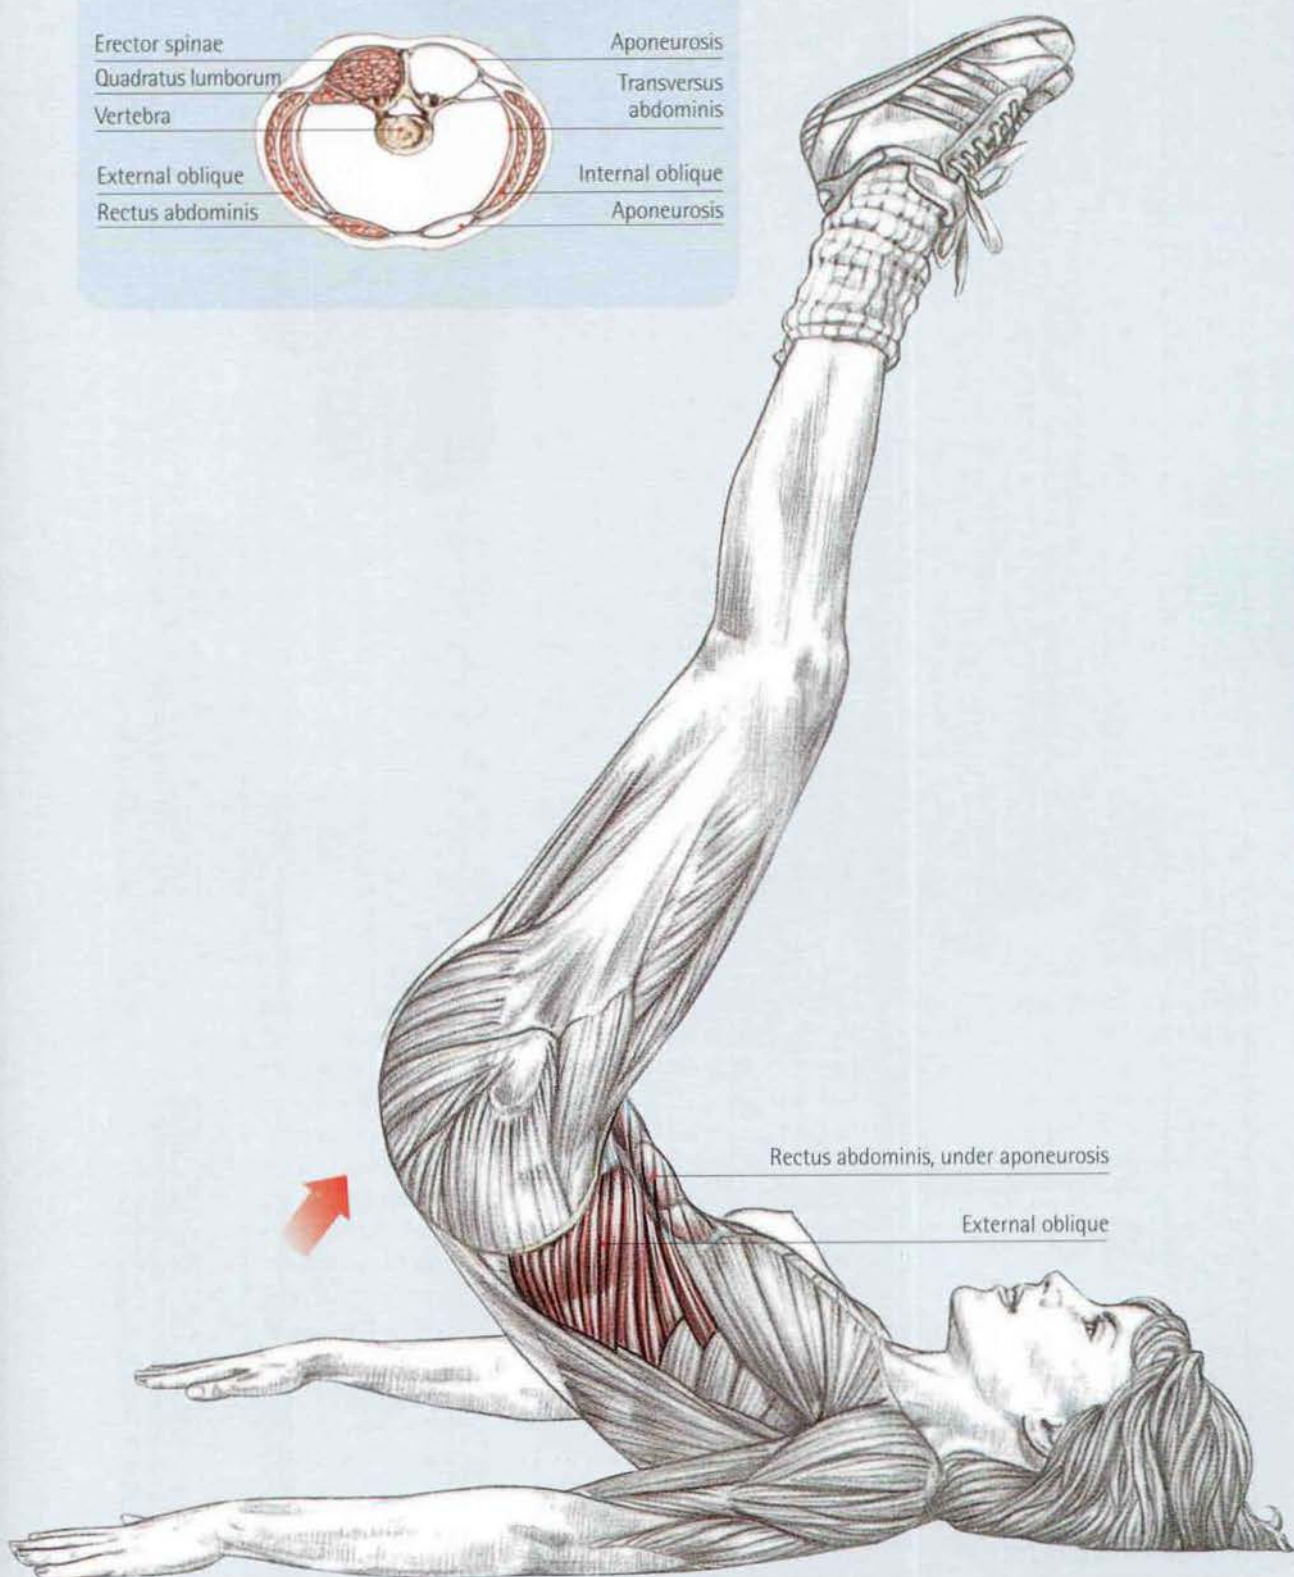 Erector spinae
Quadratus lumborum
Vertebra
External oblique
Rectus abdominis
Aponeurosis
Transversus
abdominis
Internal oblique
Aponeurosis
Rectus abdominis, under aponeurosis
External oblique